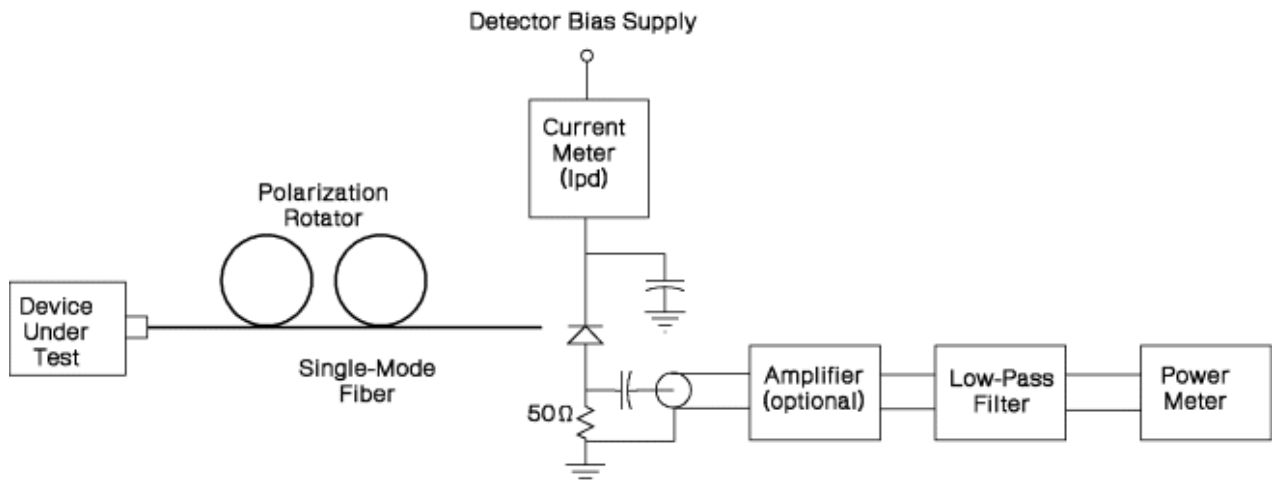 Detector Bias Supply
Current
Meter
(Ipd)
Polarization
Rotator
Device
Under
Test
Single-Mode
Fiber
50Ω
Amplifier
(optional)
Low-Pass
Filter
Power
Meter